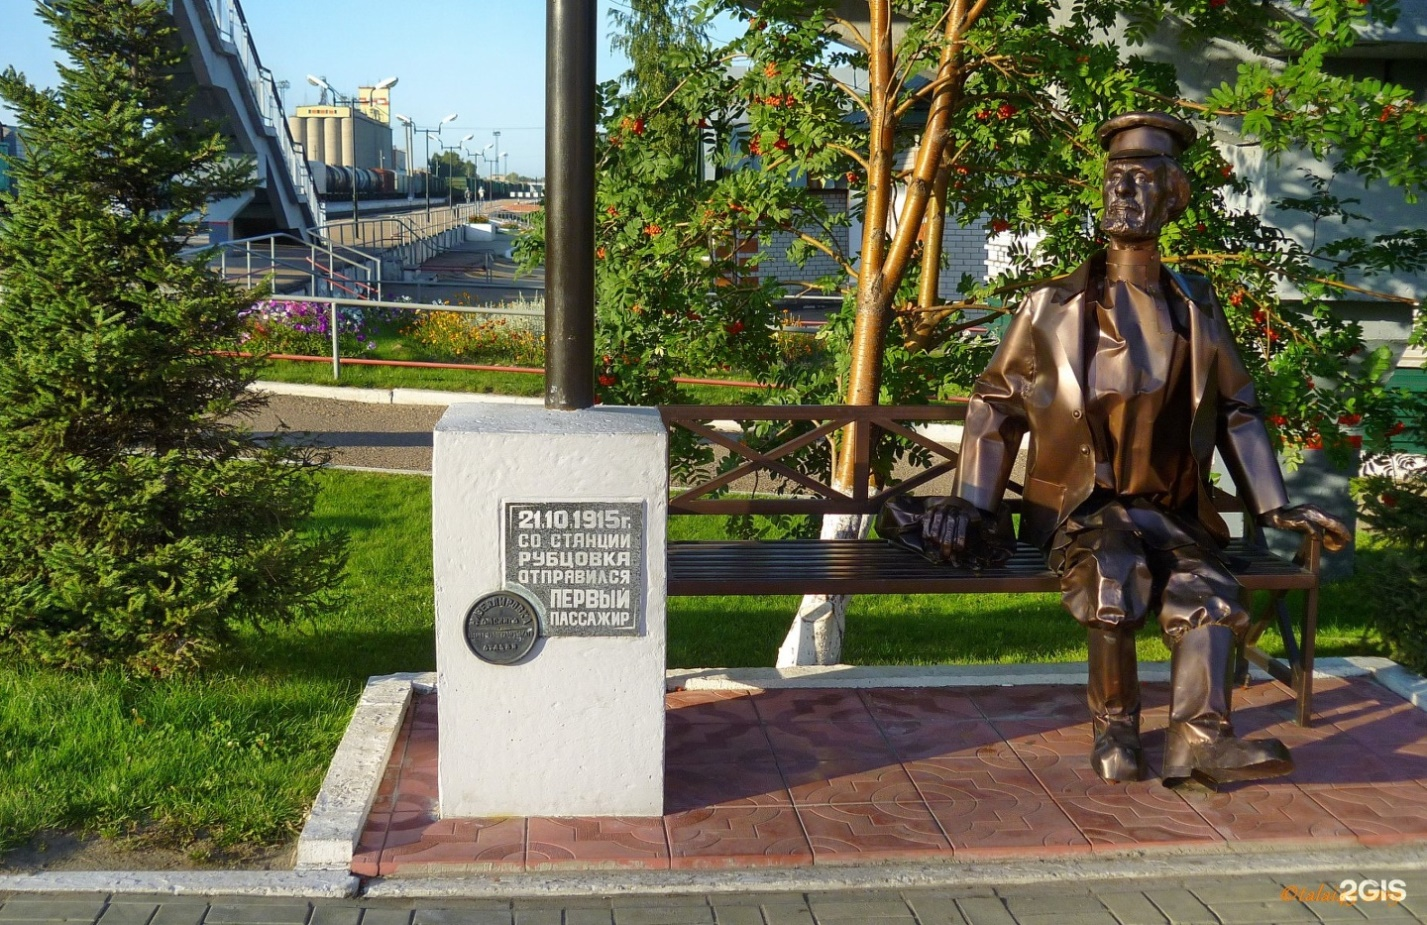 21.10.1915г.
СО СТАНЦИИ
РУБЦОВКА
ОТПРАВИЛСЯ
ПЕРВЫЙ
ПАССАЖИР
2GIS